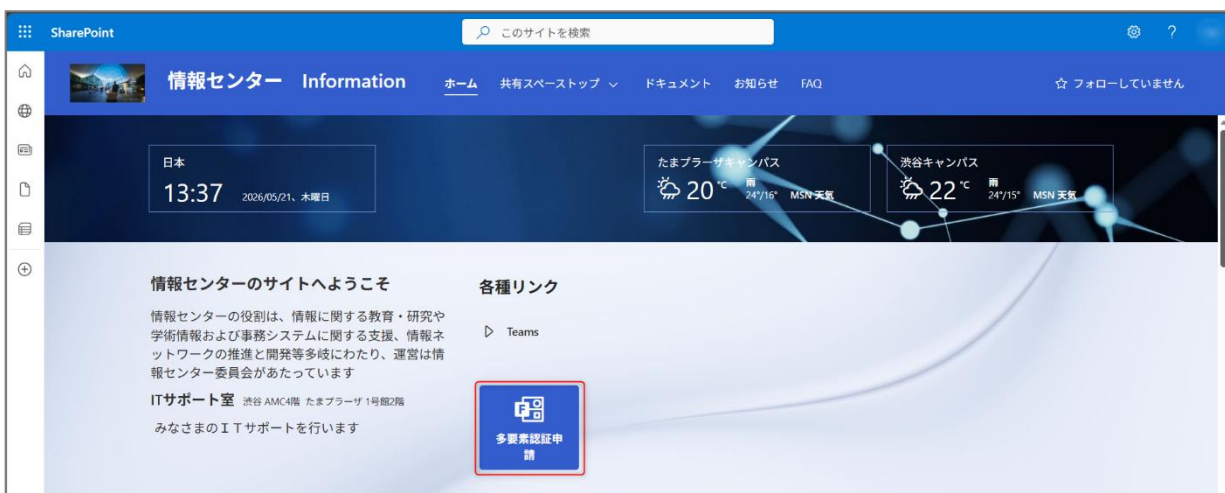 SharePoint
このサイトを検索
?
情報センター Information
ホーム 共有スペーストップ ドキュメント お知らせ FAQ
フォローしていません
日本
13:37 2026/05/21、木曜日
たまプラーザキャンパス
20 °C 雨 24°/16° MSN 天気
渋谷キャンパス
22 °C 雨 24°/15° MSN 天気
情報センターのサイトへようこそ
情報センターの役割は、情報に関する教育・研究や
学術情報および事務システムに関する支援、情報ネ
ットワークの推進と開発等多岐にわたり、運営は情
報センター委員会があたっています
ITサポート室 渋谷 AMC4階 たまプラーザ 1号館2階
みなさまのＩＴサポートを行います
各種リンク
Teams
多要素認証申
請